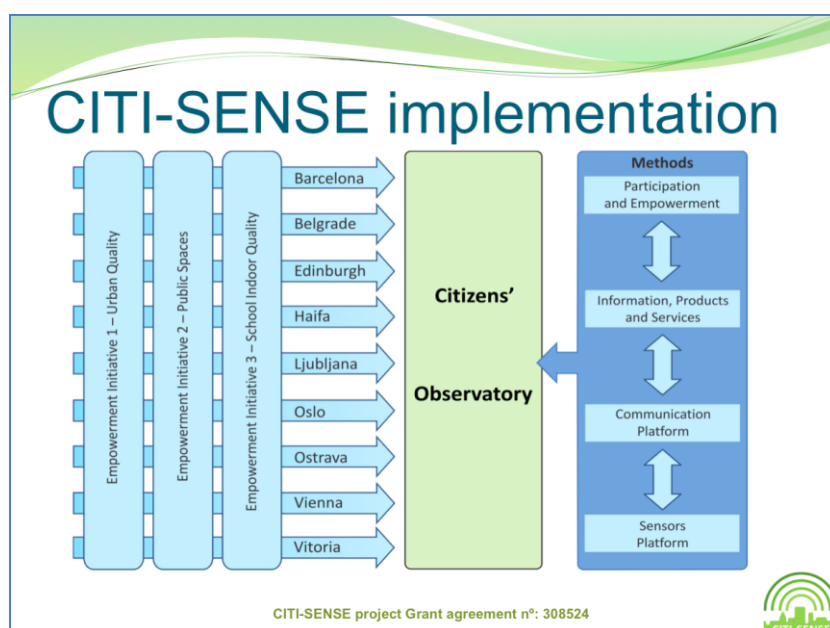 CITI-SENSE implementation
Empowerment Initiative 1 – Urban Quality
Empowerment Initiative 2 – Public Spaces
Empowerment Initiative 3 – School Indoor Quality
Barcelona
Belgrade
Edinburgh
Haifa
Ljubljana
Oslo
Ostrava
Vienna
Vitoria
Citizens’
Observatory
Methods
Participation
and Empowerment
Information, Products
and Services
Communication
Platform
Sensors
Platform
CITI-SENSE project Grant agreement nº: 308524
CITI-SENSE